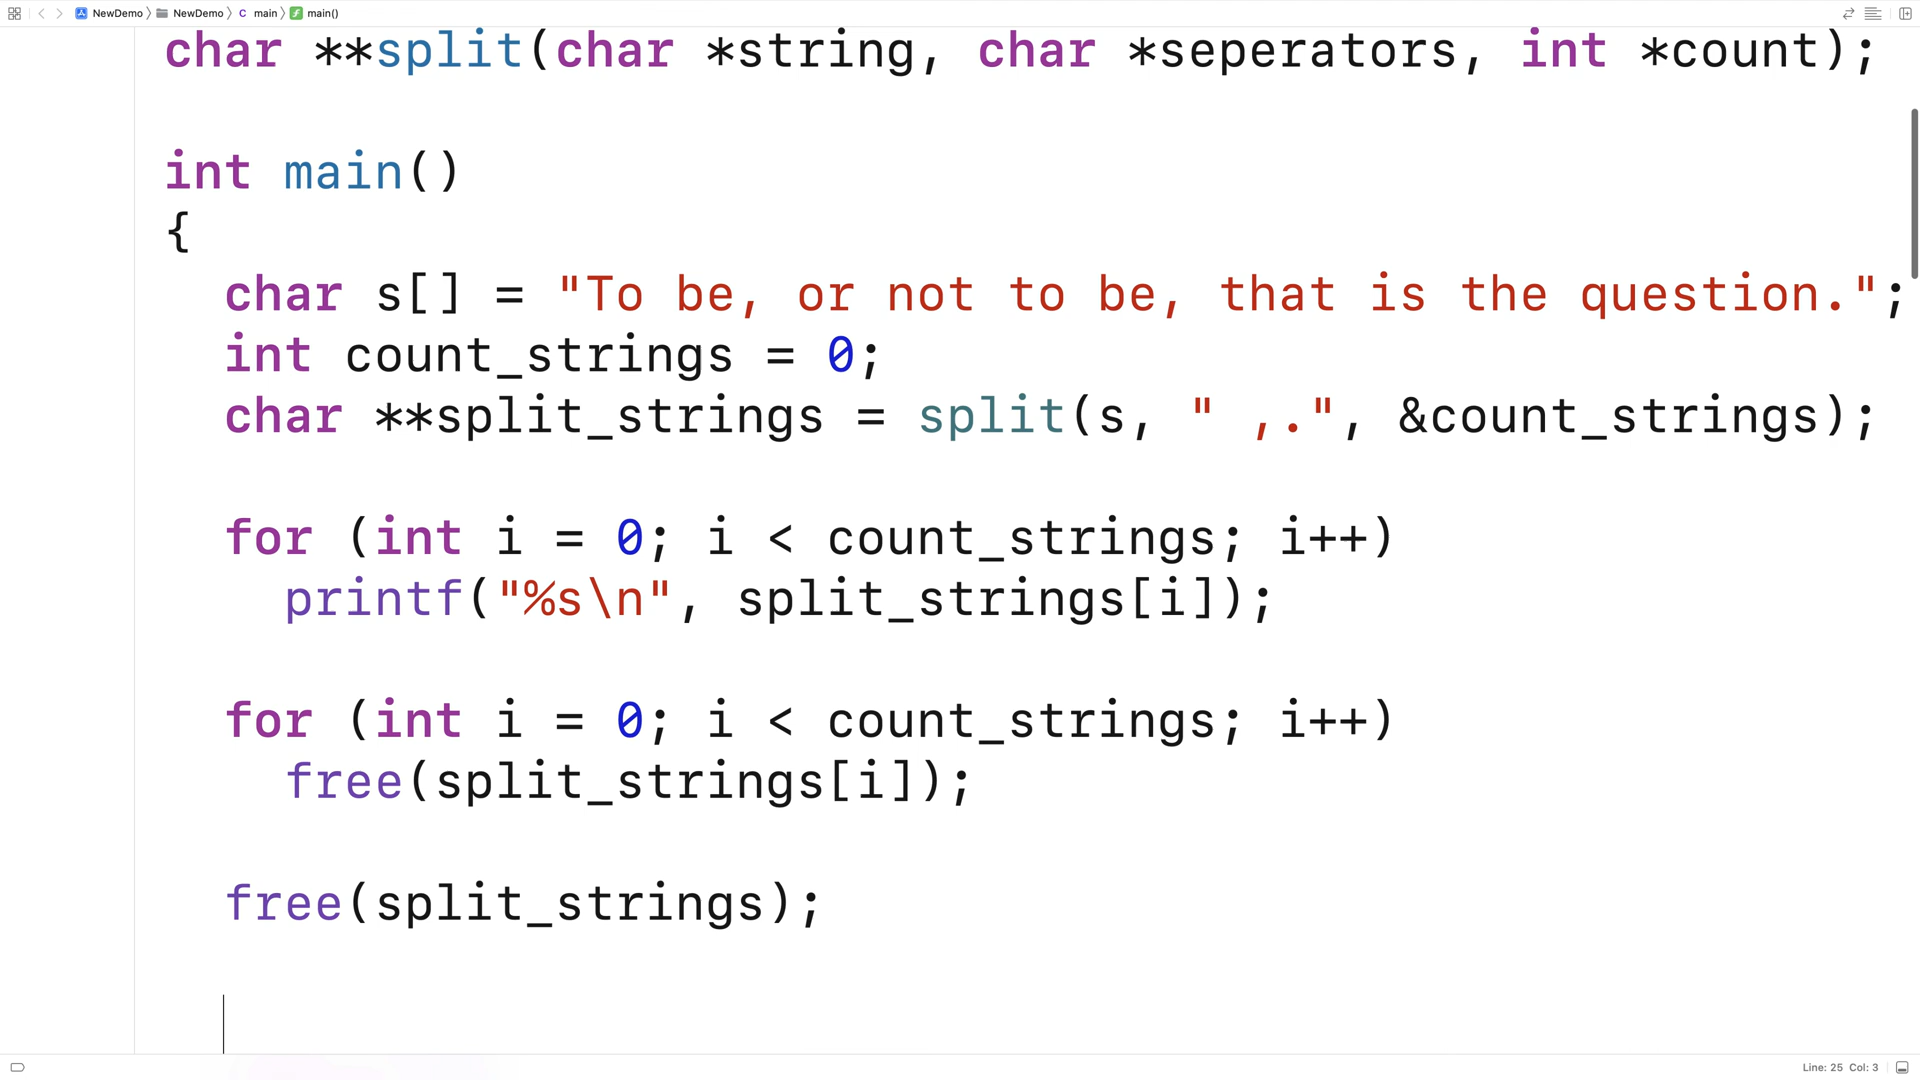 NewDemo NewDemo C main f main()
char **split(char *string, char *seperators, int *count);
int main()
{
char s[] = "To be, or not to be, that is the question.";
int count_strings = 0;
char **split_strings = split(s, " ,.", &count_strings);
for (int i = 0; i < count_strings; i++)
printf("%s\n", split_strings[i]);
for (int i = 0; i < count_strings; i++)
free(split_strings[i]);
free(split_strings);
Line: 25 Col: 3